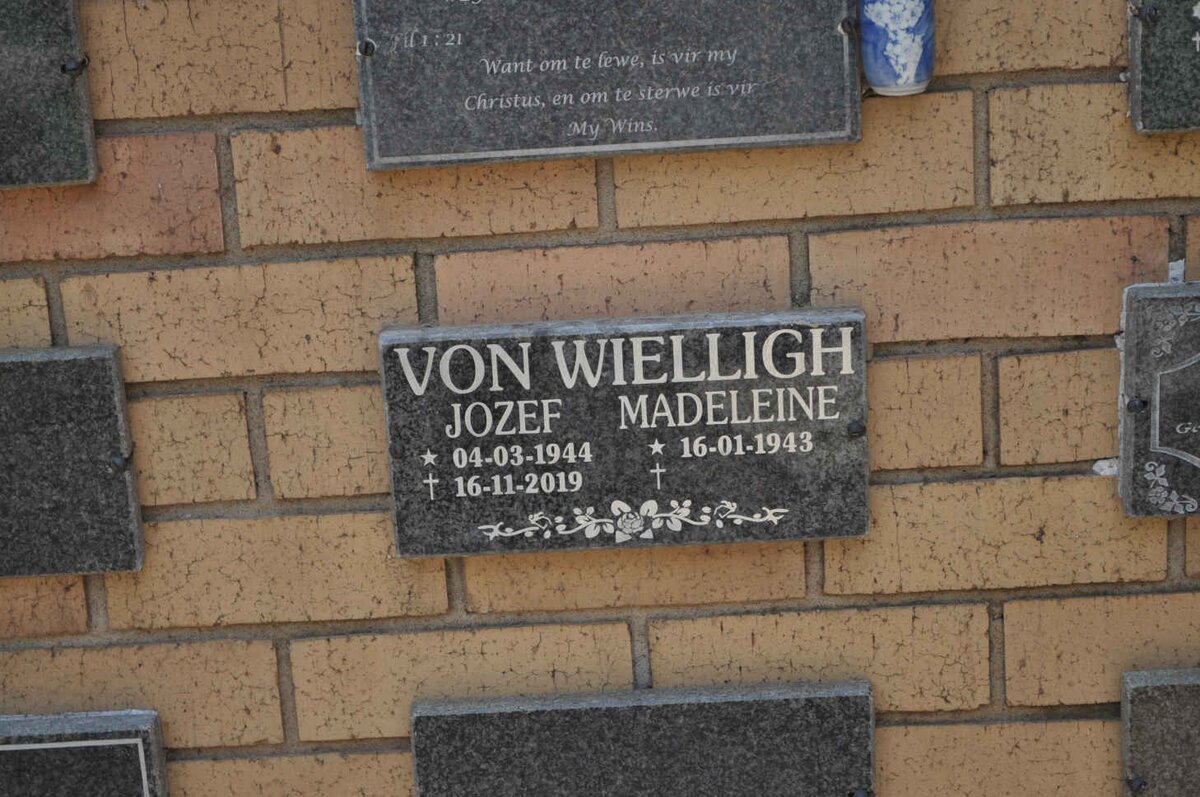 Fil 1 : 21
Want om te lewe, is vir my
Christus, en om te sterwe is vir
My Wins.
VON WIELLIGH
JOZEF MADELEINE
★ 04-03-1944 ★ 16-01-1943
✝ 16-11-2019 ✝